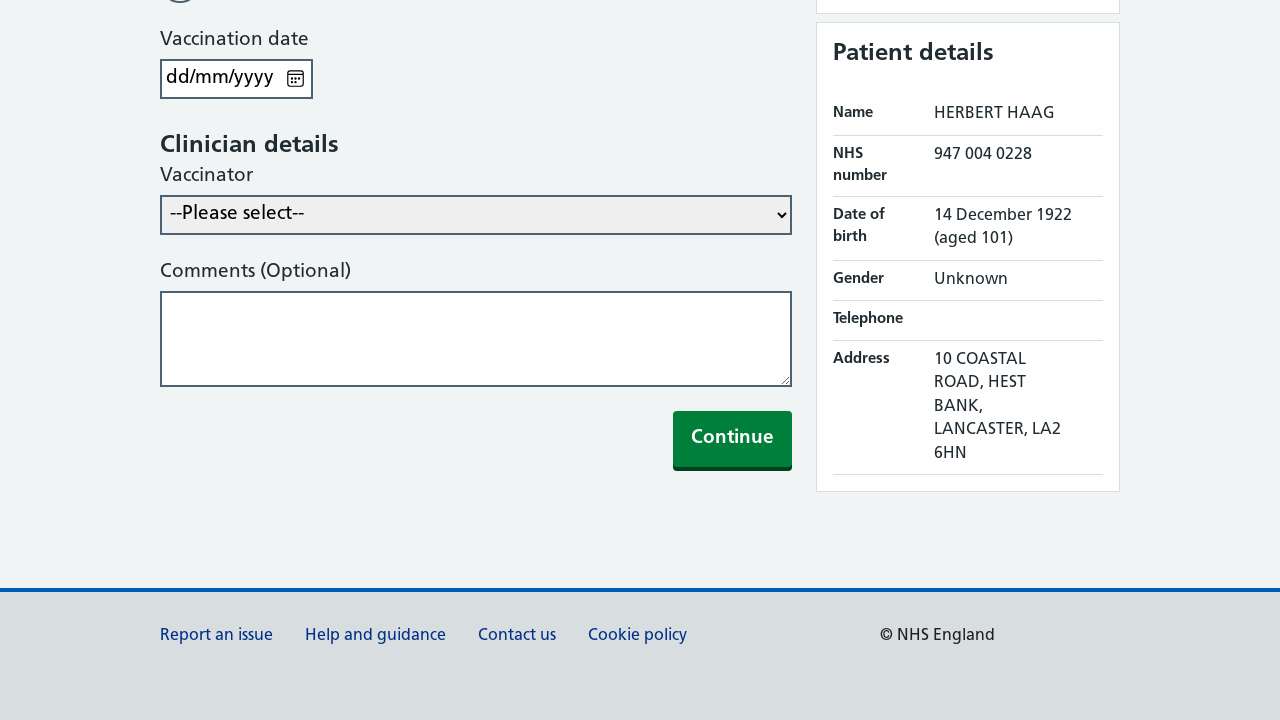 Vaccination date
dd/mm/yyyy
Clinician details
Vaccinator
--Please select--
Comments (Optional)
Continue
Patient details
Name HERBERT HAAG
NHS number 947 004 0228
Date of birth 14 December 1922 (aged 101)
Gender Unknown
Telephone
Address 10 COASTAL
ROAD, HEST
BANK,
LANCASTER, LA2
6HN
Report an issue Help and guidance Contact us Cookie policy © NHS England